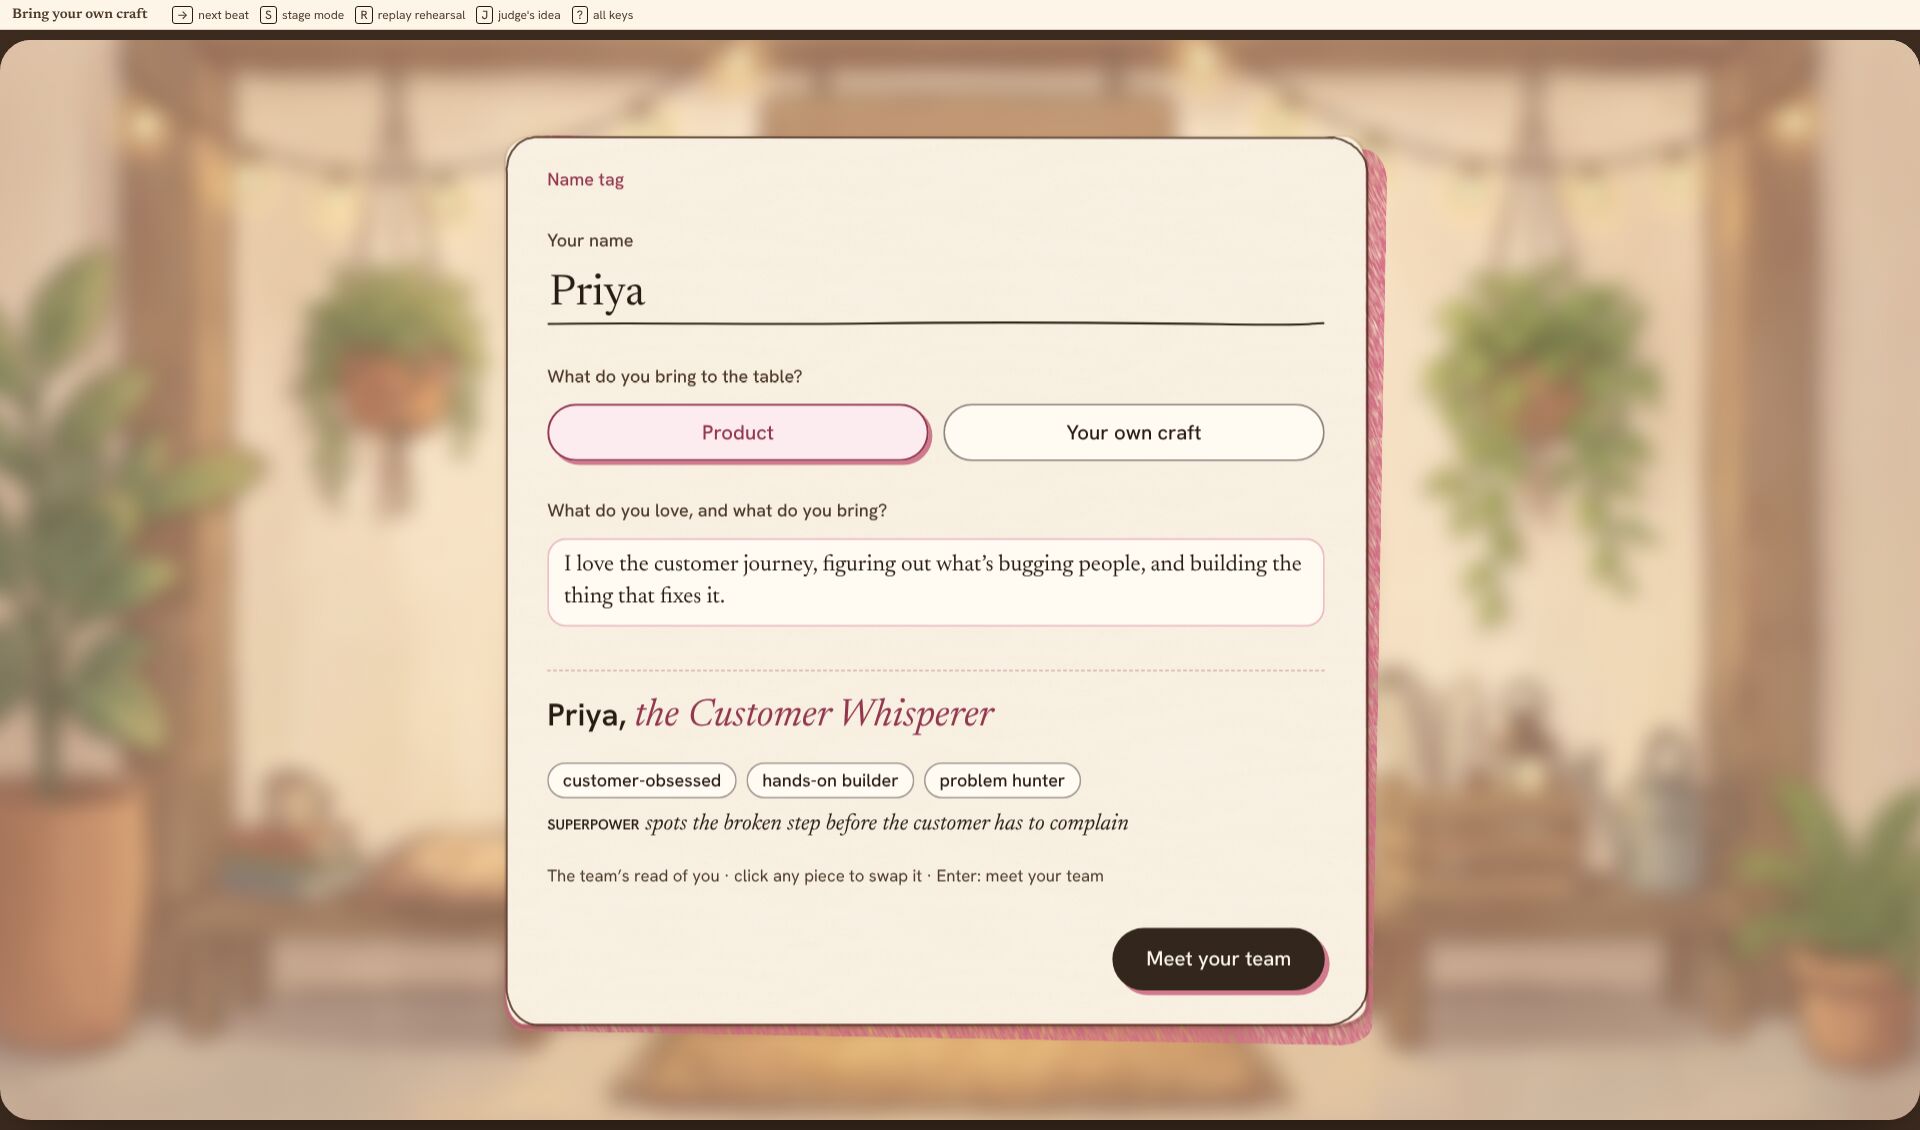 Bring your own craft → next beat S stage mode R replay rehearsal J judge's idea ? all keys
Name tag
Your name
Priya
What do you bring to the table?
Product Your own craft
What do you love, and what do you bring?
I love the customer journey, figuring out what’s bugging people, and building the
thing that fixes it.
Priya, the Customer Whisperer
customer-obsessed hands-on builder problem hunter
SUPERPOWER spots the broken step before the customer has to complain
The team’s read of you · click any piece to swap it · Enter: meet your team
Meet your team